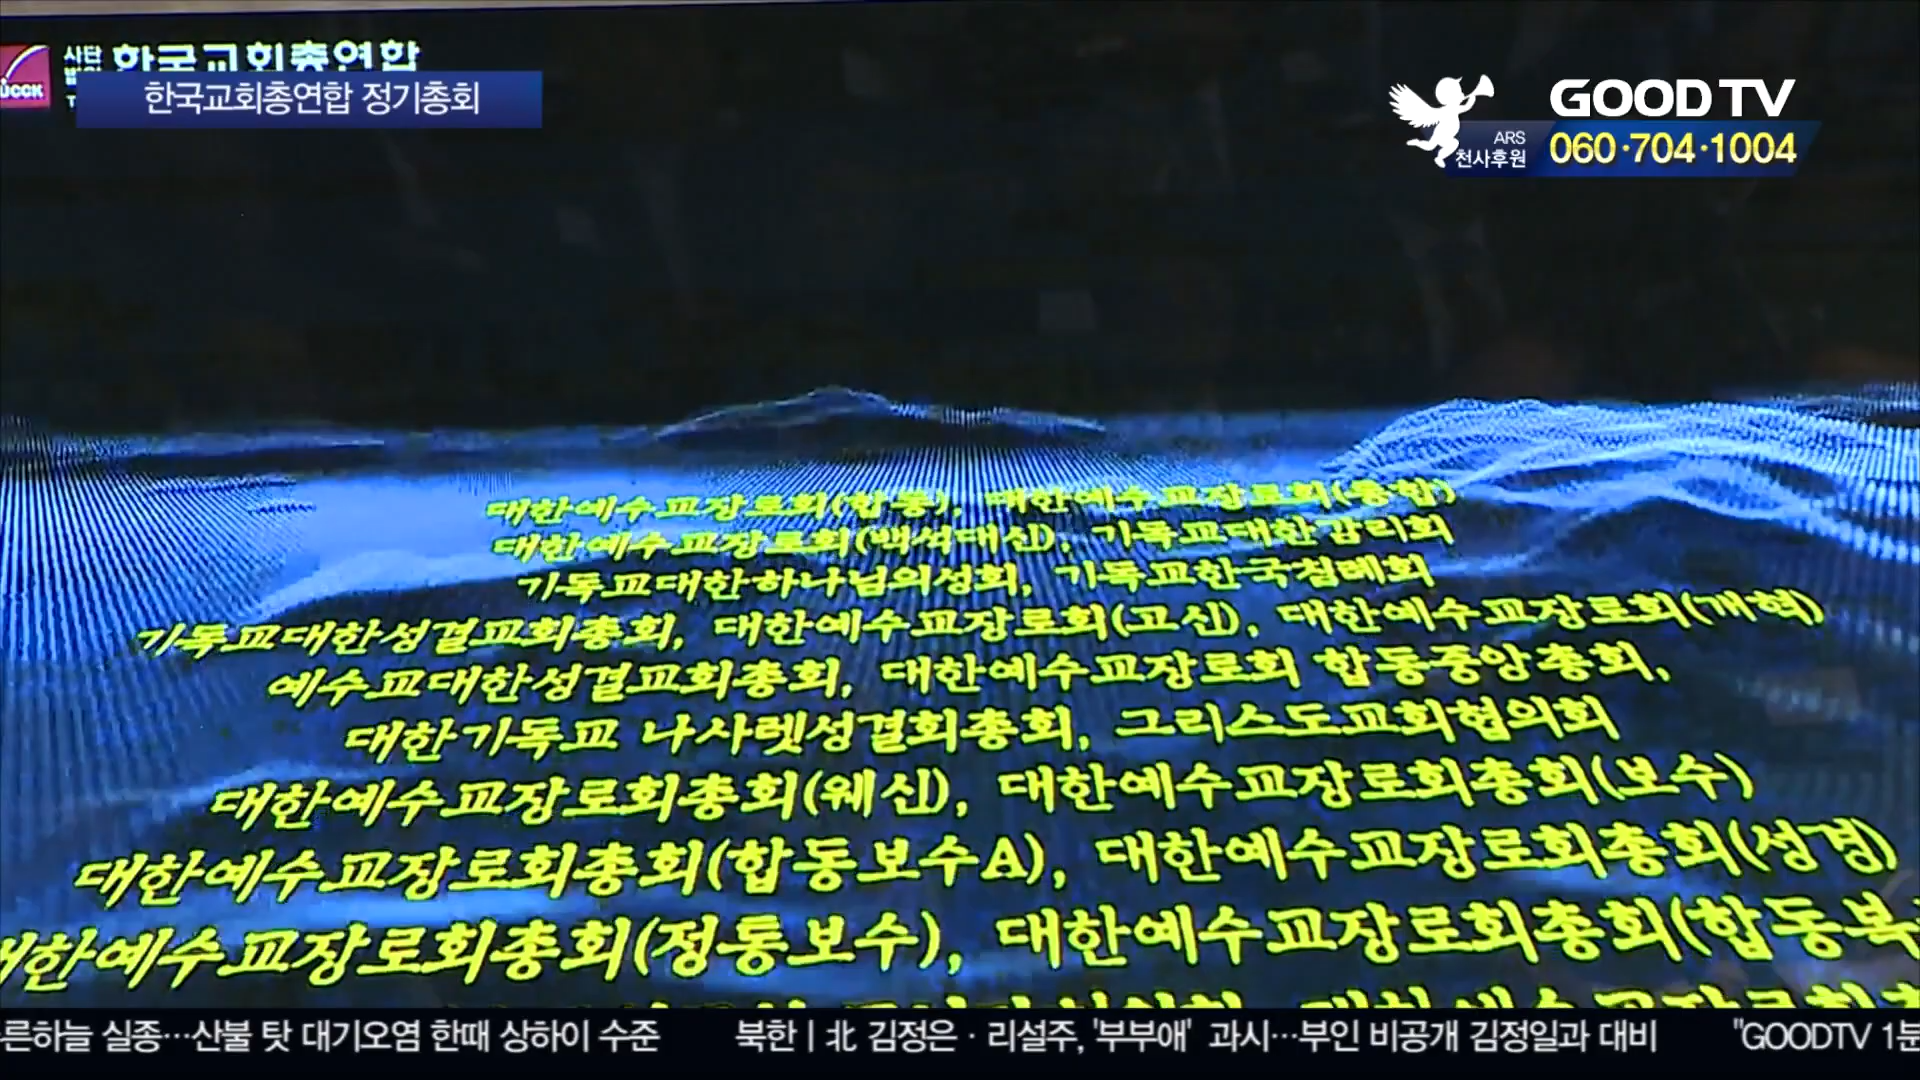 UCCK
사단
한국교회총연합
한국교회총연합 정기총회
GOODTV
ARS
천사후원
060·704·1004
대한예수교장로회(합동), 대한예수교장로회(통합)
대한예수교장로회(백석대신), 기독교대한감리회
기독교대한하나님의성회, 기독교한국침례회
기독교대한성결교회총회, 대한예수교장로회(고신), 대한예수교장로회(개혁)
예수교대한성결교회총회, 대한예수교장로회 합동중앙총회,
대한기독교 나사렛성결회총회, 그리스도교회협의회
대한예수교장로회총회(웨신), 대한예수교장로회총회(보수)
대한예수교장로회총회(합동보수A), 대한예수교장로회총회(성경)
대한예수교장로회총회(정통보수), 대한예수교장로회총회(합동복
른하늘 실종…산불 탓 대기오염 한때 상하이 수준 북한 | 北 김정은·리설주, '부부애' 과시…부인 비공개 김정일과 대비 "GOODTV 1분